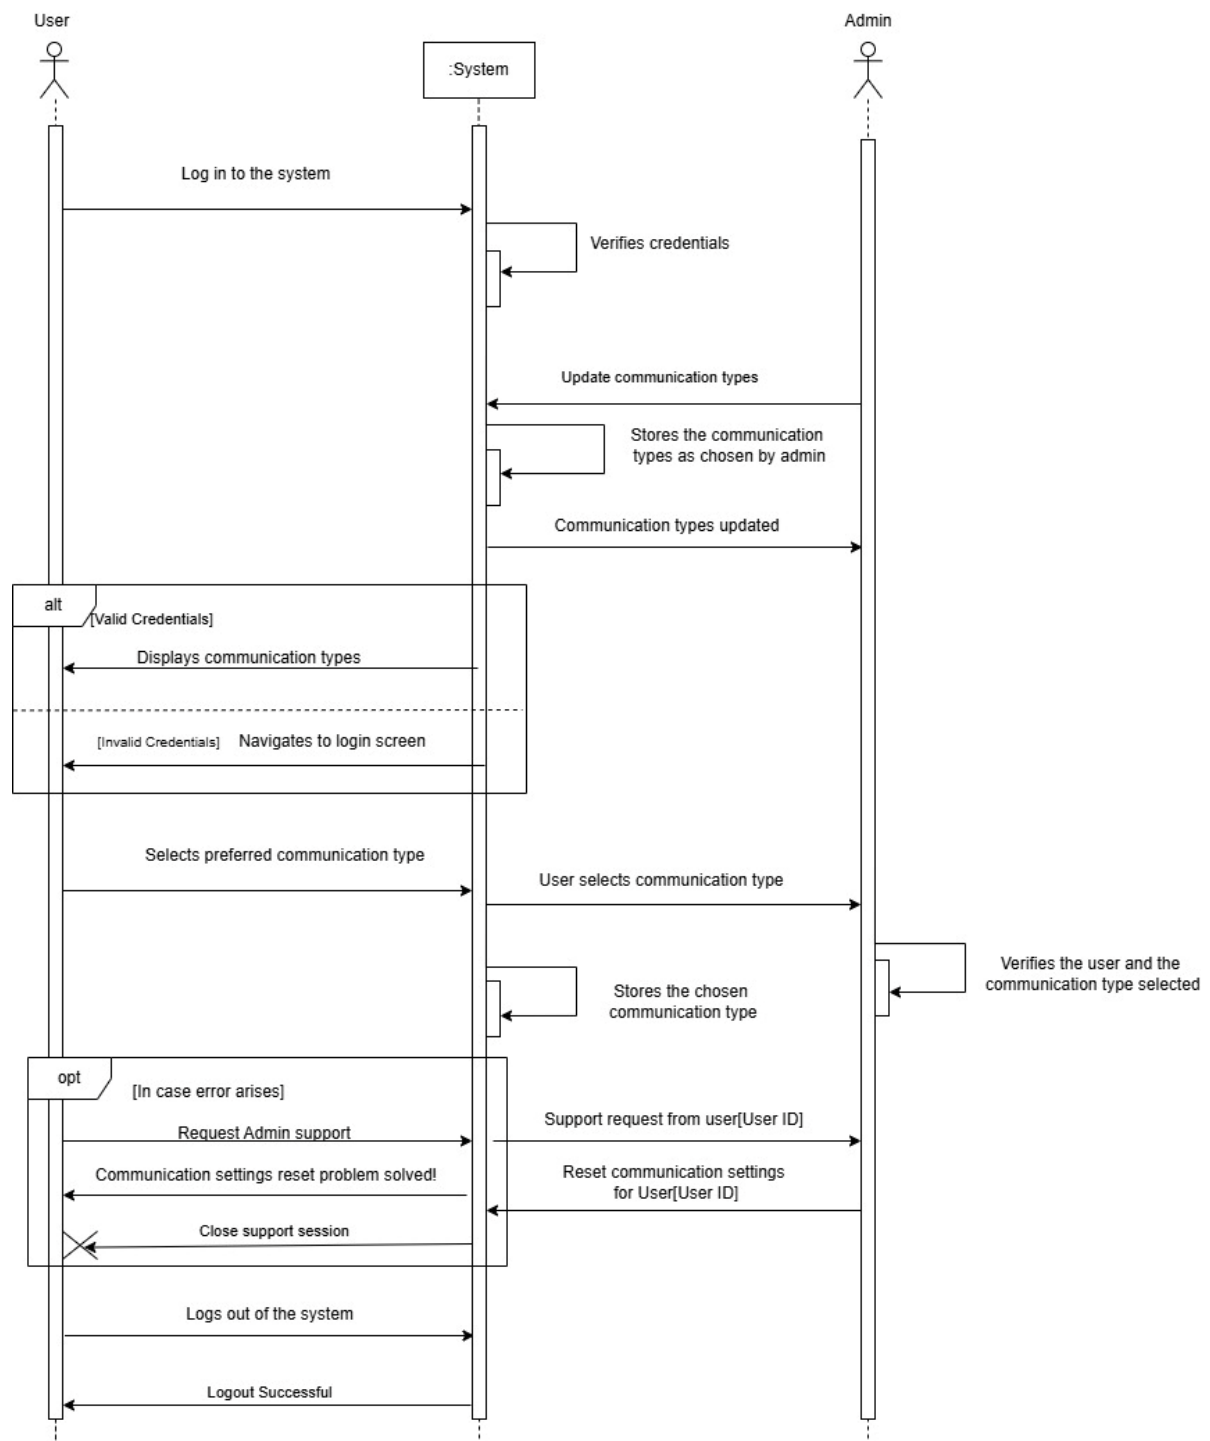 User
Admin
:System
Log in to the system
Verifies credentials
Update communication types
Stores the communication
types as chosen by admin
Communication types updated
alt
[Valid Credentials]
Displays communication types
[Invalid Credentials] Navigates to login screen
Selects preferred communication type
User selects communication type
Verifies the user and the
communication type selected
Stores the chosen
communication type
opt
[In case error arises]
Request Admin support
Support request from user[User ID]
Communication settings reset problem solved!
Reset communication settings
for User[User ID]
Close support session
Logs out of the system
Logout Successful